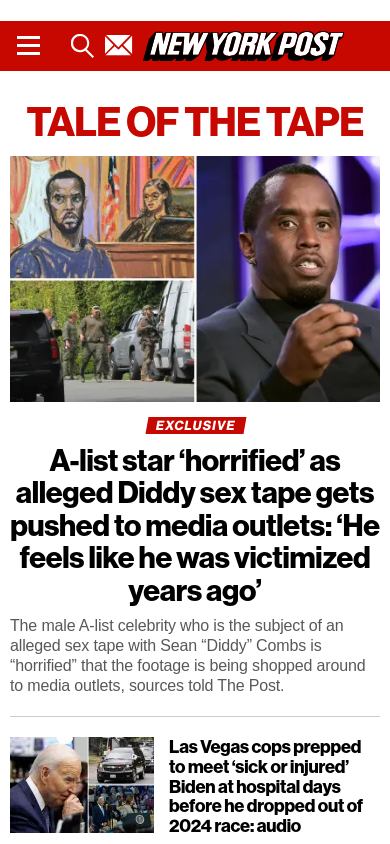 NEW YORK POST
TALE OF THE TAPE
EXCLUSIVE
A-list star ‘horrified’ as
alleged Diddy sex tape gets
pushed to media outlets: ‘He
feels like he was victimized
years ago’
The male A-list celebrity who is the subject of an
alleged sex tape with Sean “Diddy” Combs is
“horrified” that the footage is being shopped around
to media outlets, sources told The Post.
Las Vegas cops prepped
to meet ‘sick or injured’
Biden at hospital days
before he dropped out of
2024 race: audio